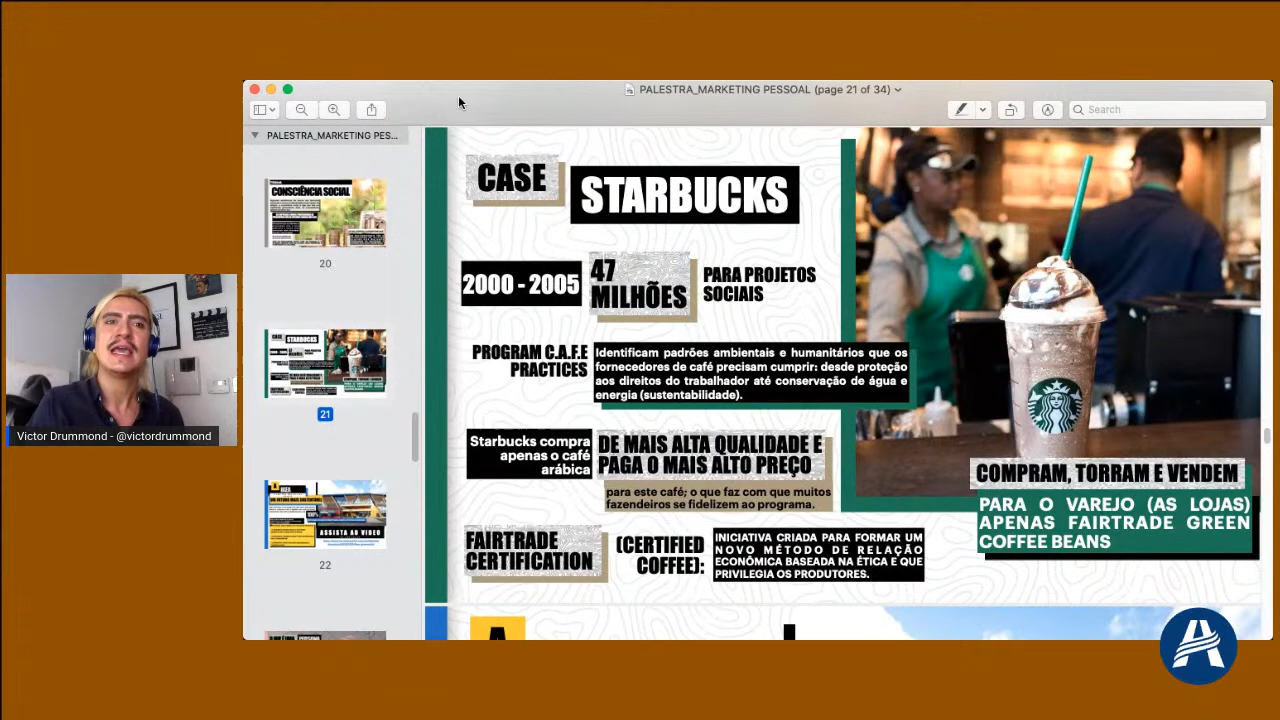 PALESTRA_MARKETING PESSOAL (page 21 of 34)
Search
PALESTRA_MARKETING PES...
CONSCIÊNCIA SOCIAL
20
STARBUCKS
21
ASSISTA AO VIDEO
22
Victor Drummond - @victordrummond
CASE
STARBUCKS
2000 - 2005
47
MILHÕES
PARA PROJETOS
SOCIAIS
PROGRAM C.A.F.E
PRACTICES
Identificam padrões ambientais e humanitários que os
fornecedores de café precisam cumprir: desde proteção
aos direitos do trabalhador até conservação de água e
energia (sustentabilidade).
Starbucks compra
apenas o café
arábica
DE MAIS ALTA QUALIDADE E
PAGA O MAIS ALTO PREÇO
para este café; o que faz com que muitos
fazendeiros se fidelizem ao programa.
FAIRTRADE
CERTIFICATION
(CERTIFIED
COFFEE):
INICIATIVA CRIADA PARA FORMAR UM
NOVO MÉTODO DE RELAÇÃO
ECONÔMICA BASEADA NA ÉTICA E QUE
PRIVILEGIA OS PRODUTORES.
COMPRAM, TORRAM E VENDEM
PARA O VAREJO (AS LOJAS)
APENAS FAIRTRADE GREEN
COFFEE BEANS